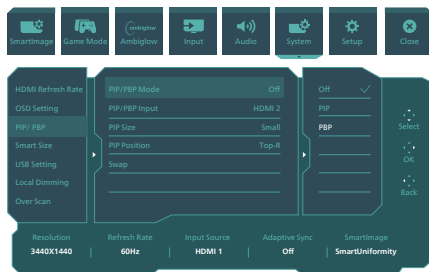 ambiglow
SmartImage
Game Mode
Ambiglow
Input
Audio
System
Setup
Close
HDMI Refresh Rate
OSD Setting
PIP/ PBP
Smart Size
USB Setting
Local Dimming
Over Scan
PIP/PBP Mode Off
PIP/PBP Input HDMI 2
PIP Size Small
PIP Position Top-R
Swap
Off
PIP
PBP
Select
OK
Back
Resolution Refresh Rate Input Source Adaptive Sync SmartImage
3440X1440 | 60Hz | HDMI 1 | Off | SmartUniformity